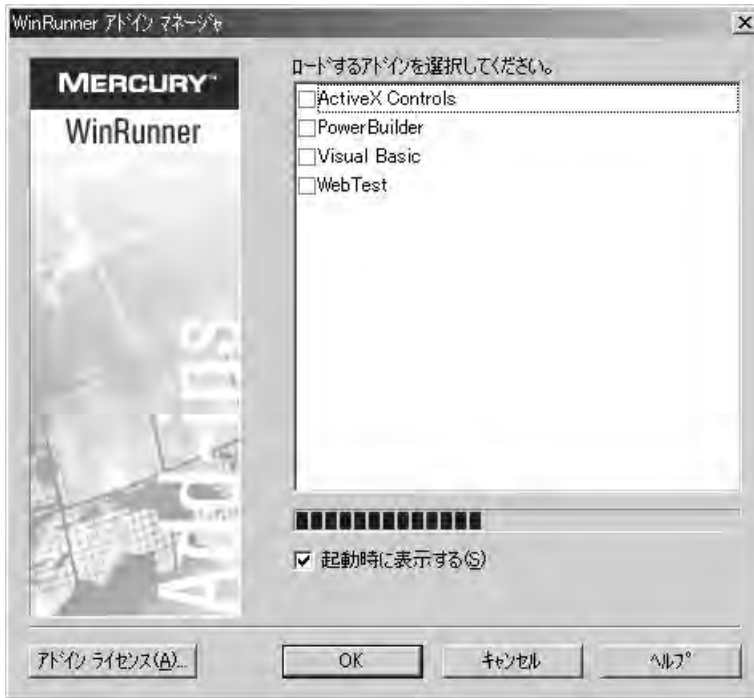 WinRunner アドイン マネージャ
MERCURY™
WinRunner
Add-ins
ロードするアドインを選択してください。
ActiveX Controls
PowerBuilder
Visual Basic
WebTest
起動時に表示する(S)
アドイン ライセンス(A)...
OK
キャンセル
ヘルプ